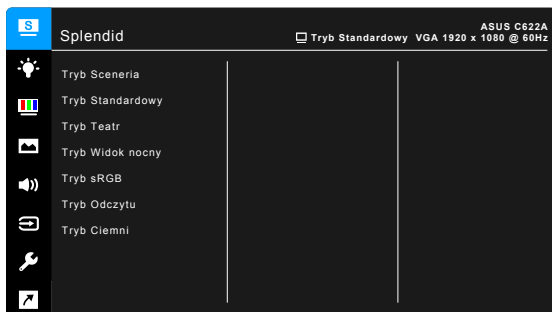 S
Splendid
ASUS C622A
Tryb Standardowy VGA 1920 x 1080 @ 60Hz
Tryb Sceneria
Tryb Standardowy
Tryb Teatr
Tryb Widok nocny
Tryb sRGB
Tryb Odczytu
Tryb Ciemni